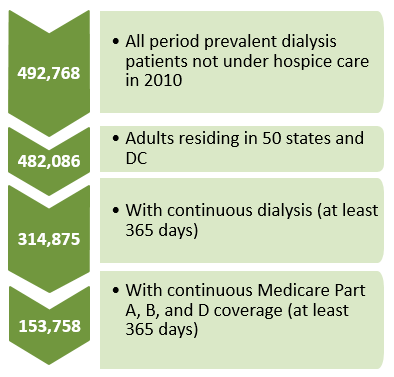 492,768
• All period prevalent dialysis
patients not under hospice care
in 2010
482,086
• Adults residing in 50 states and
DC
314,875
• With continuous dialysis (at least
365 days)
153,758
• With continuous Medicare Part
A, B, and D coverage (at least
365 days)